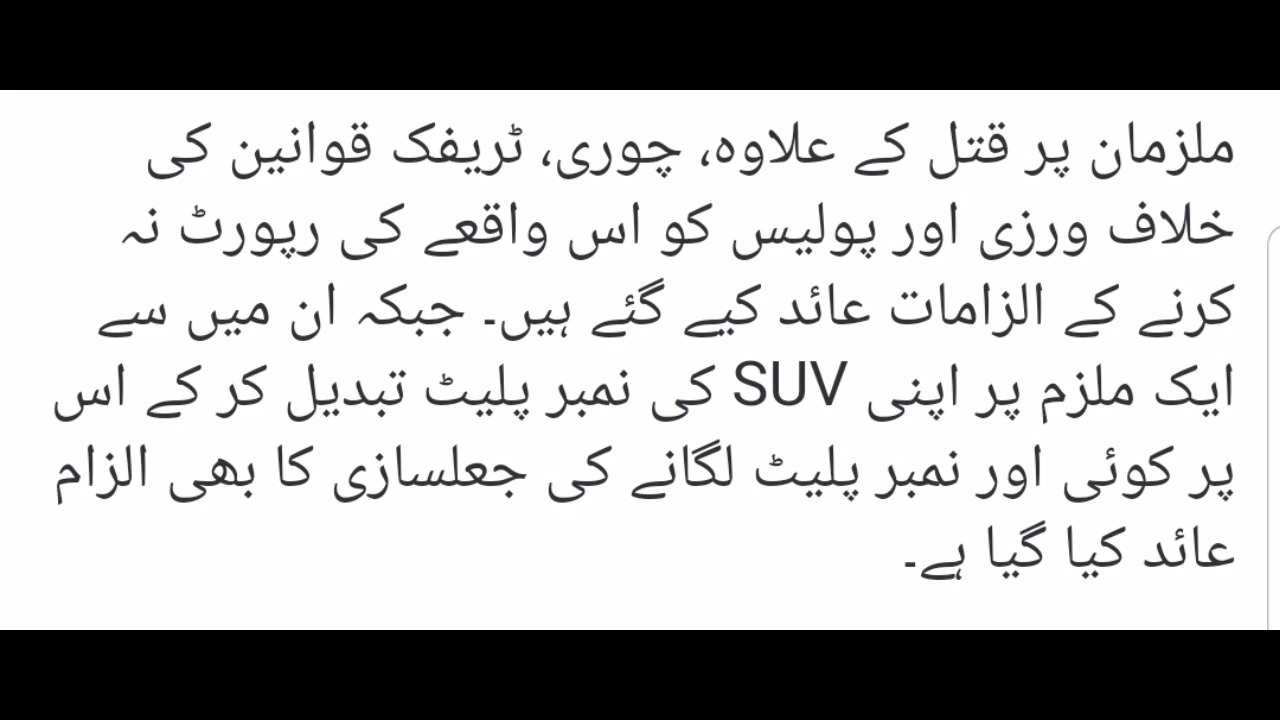 ملزمان پر قتل کے علاوہ، چوری، ٹریفک قوانین کی
خلاف ورزی اور پولیس کو اس واقعے کی رپورٹ نہ
کرنے کے الزامات عائد کیے گئے ہیں۔ جبکہ ان میں سے
ایک ملزم پر اپنی SUV کی نمبر پلیٹ تبدیل کر کے اس
پر کوئی اور نمبر پلیٹ لگانے کی جعلسازی کا بھی الزام
عائد کیا گیا ہے۔